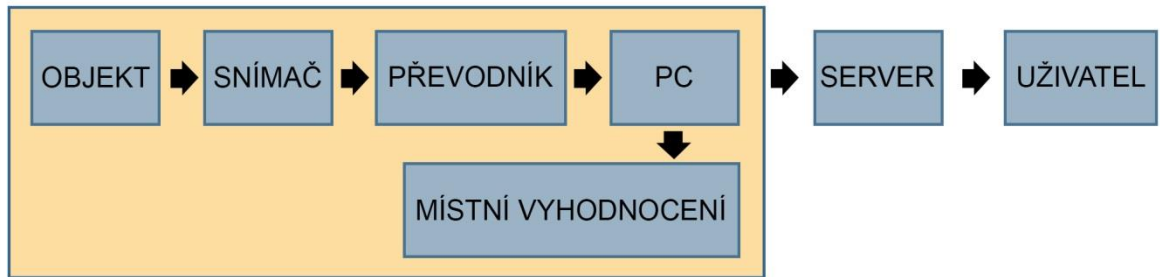 OBJEKT
SNÍMAČ
PŘEVODNÍK
PC
SERVER
UŽIVATEL
MÍSTNÍ VYHODNOCENÍ